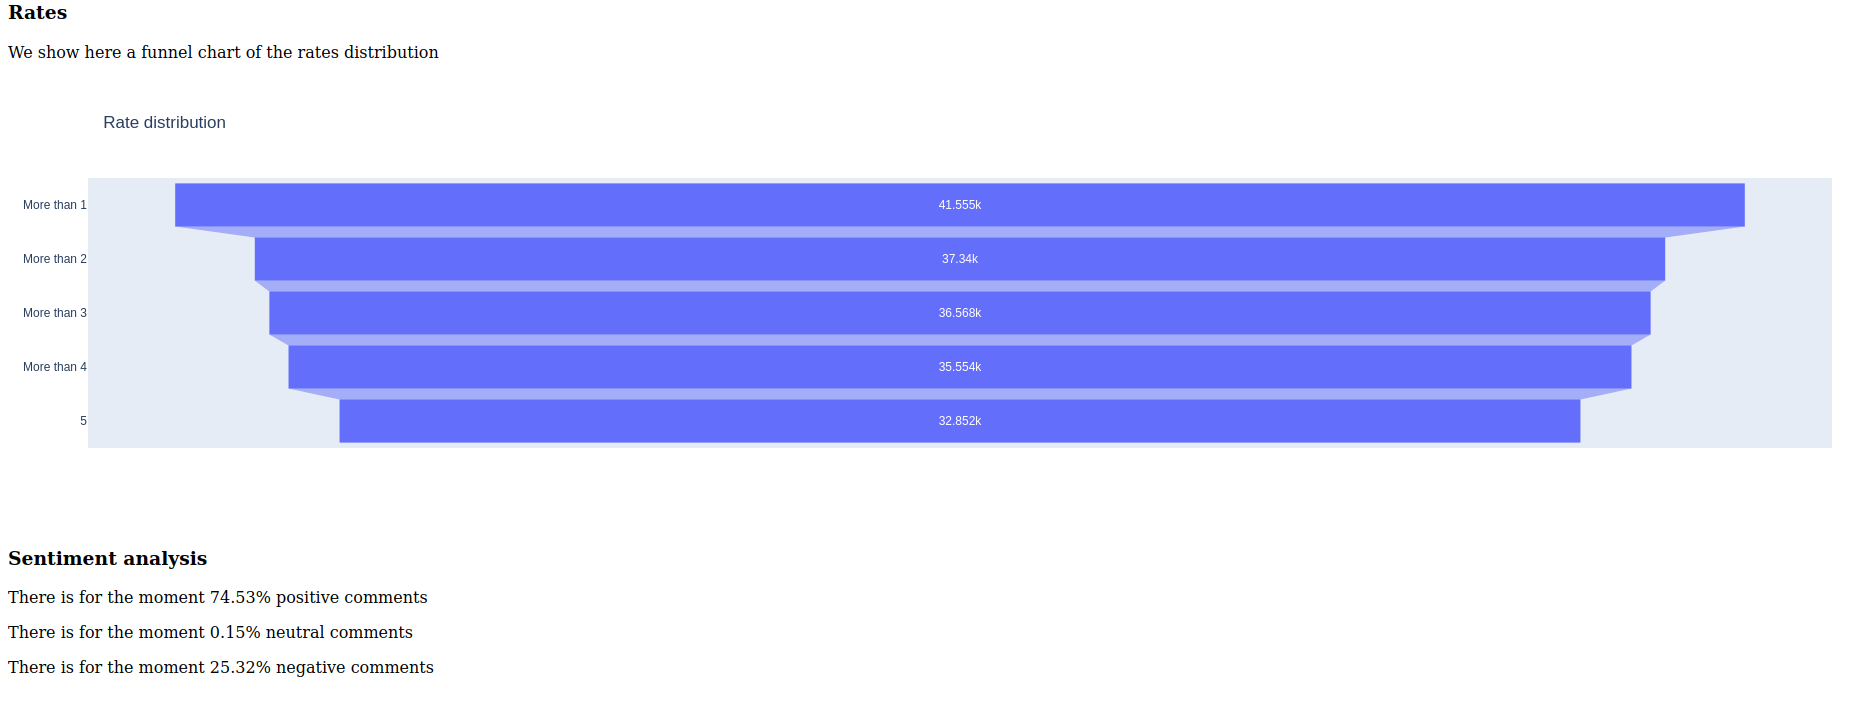 Rates
We show here a funnel chart of the rates distribution
Rate distribution
More than 1
41.555k
More than 2
37.34k
More than 3
36.568k
More than 4
35.554k
5
32.852k
Sentiment analysis
There is for the moment 74.53% positive comments
There is for the moment 0.15% neutral comments
There is for the moment 25.32% negative comments